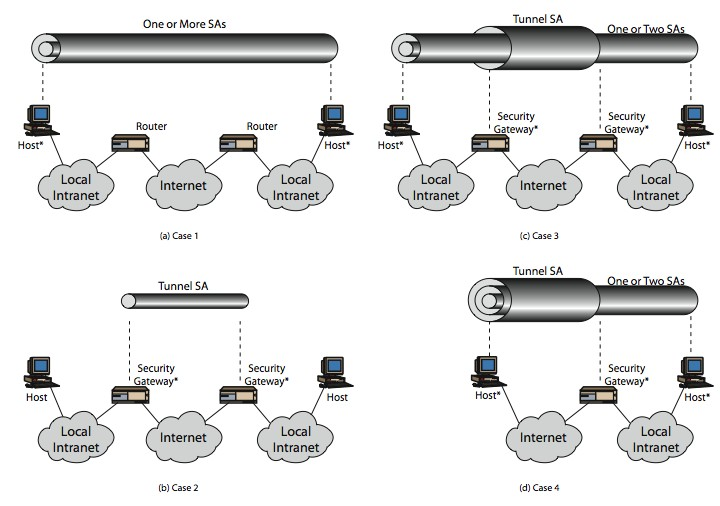 One or More SAs
Router
Router
Host*
Host*
Local
Intranet
Internet
Local
Intranet
(a) Case 1
Tunnel SA
One or Two SAs
Security
Gateway*
Security
Gateway*
Host*
Host*
Local
Intranet
Internet
Local
Intranet
(c) Case 3
Tunnel SA
Security
Gateway*
Security
Gateway*
Host
Host
Local
Intranet
Internet
Local
Intranet
(b) Case 2
Tunnel SA
One or Two SAs
Security
Gateway*
Host*
Host*
Internet
Local
Intranet
(d) Case 4